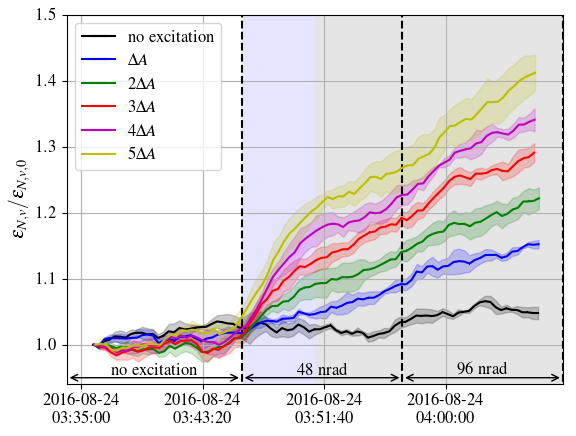 1.5
1.4
1.3
1.2
1.1
1.0
εN,v/εN,v,0
no excitation
ΔA
2ΔA
3ΔA
4ΔA
5ΔA
no excitation
48 nrad
96 nrad
2016-08-24
03:35:00
2016-08-24
03:43:20
2016-08-24
03:51:40
2016-08-24
04:00:00